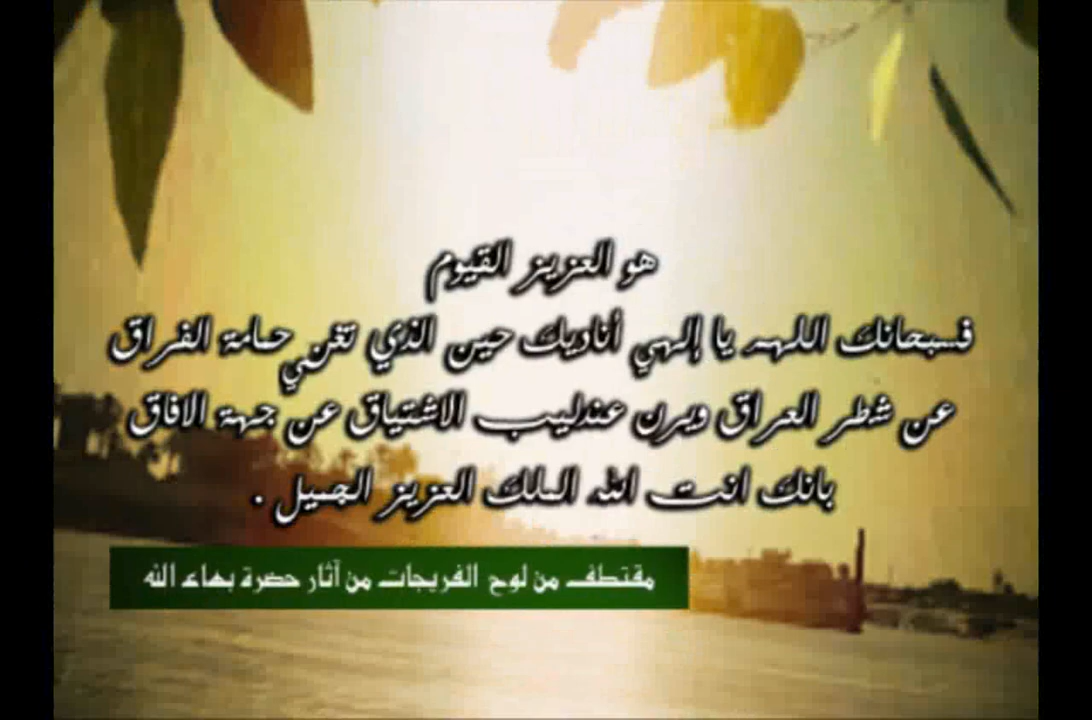 هو العزيز القيوم
فسبحانك اللهم يا إلهي أناديك حين الذي تغني حمامة الفراق
عن شطر العراق ويرن عندليب الاشتياق عن جهة الافاق
بانك انت الله الملك العزيز الجميل .
مقتطف من لوح الفريجات من آثار حضرة بهاء الله